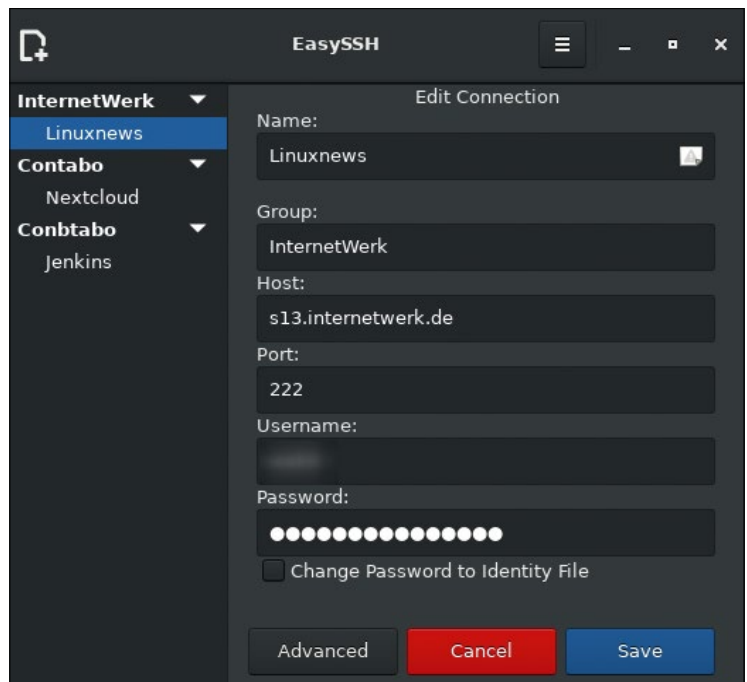 EasySSH
InternetWerk
Linuxnews
Contabo
Nextcloud
Conbtabo
Jenkins
Edit Connection
Name:
Linuxnews
Group:
InternetWerk
Host:
s13.internetwerk.de
Port:
222
Username:
Password:
●●●●●●●●●●●●●●●
Change Password to Identity File
Advanced
Cancel
Save